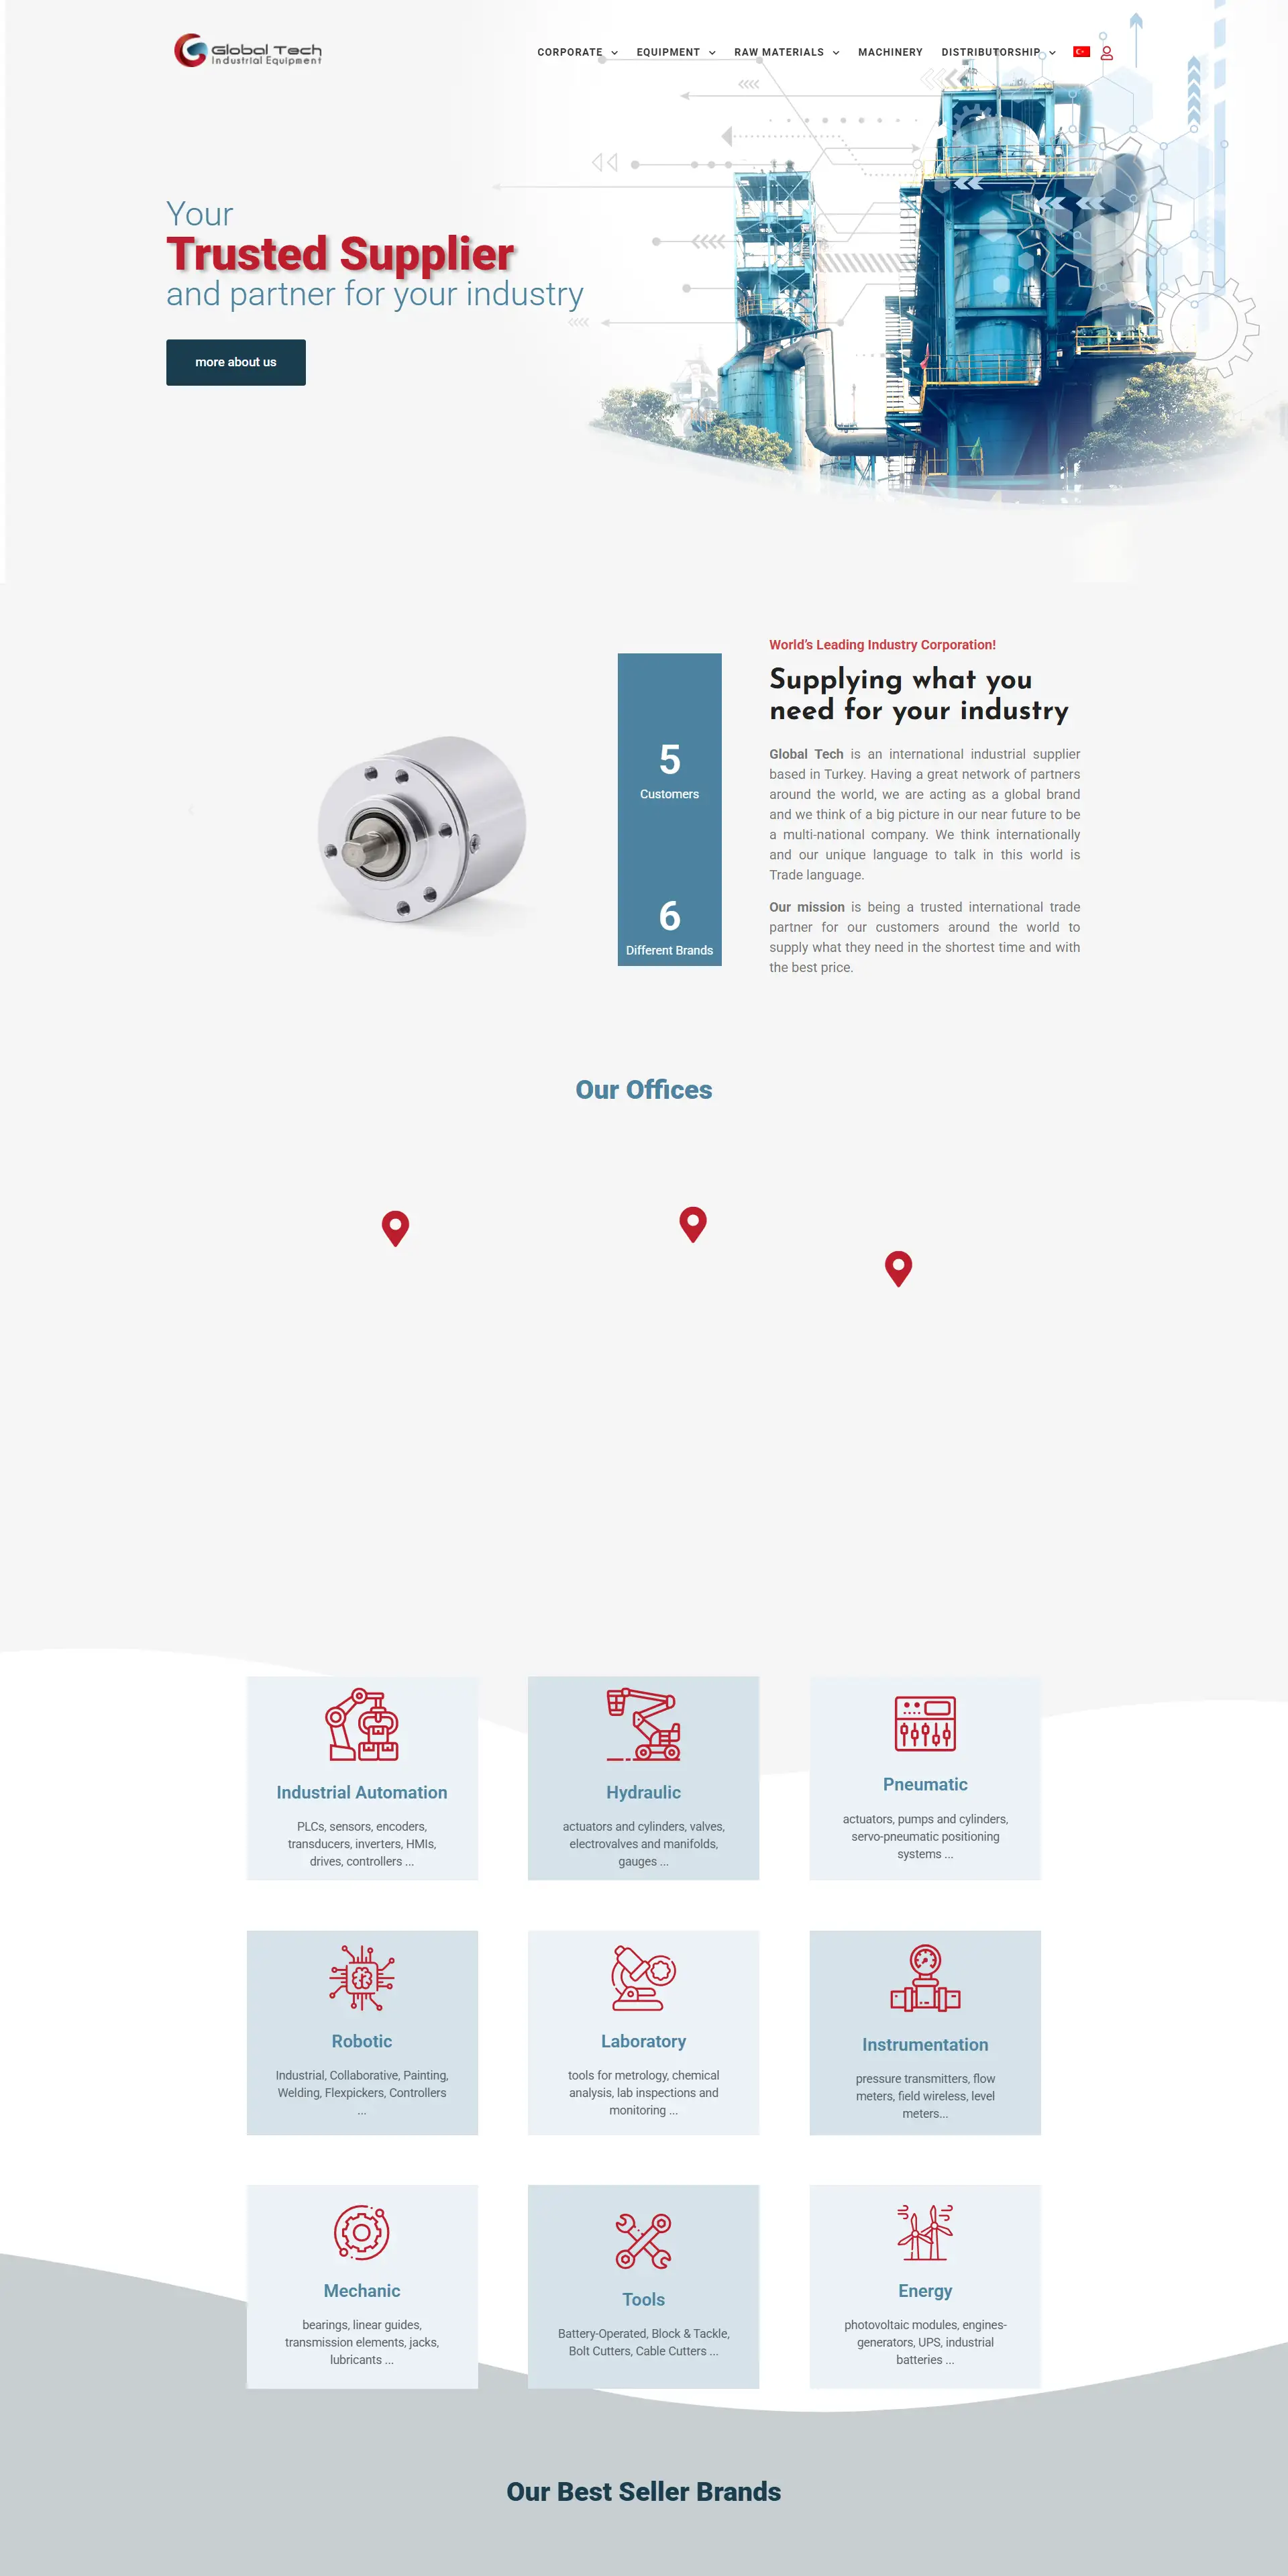 Global Tech
Industrial Equipment
CORPORATE
EQUIPMENT
RAW MATERIALS
MACHINERY
DISTRIBUTORSHIP
Your
Trusted Supplier
and partner for your industry
more about us
5
Customers
6
Different Brands
World's Leading Industry Corporation!
Supplying what you
need for your industry
Global Tech is an international industrial supplier
based in Turkey. Having a great network of partners
around the world, we are acting as a global brand
and we think of a big picture in our near future to be
a multi-national company. We think internationally
and our unique language to talk in this world is
Trade language.
Our mission is being a trusted international trade
partner for our customers around the world to
supply what they need in the shortest time and with
the best price.
Our Offices
Industrial Automation
PLCs, sensors, encoders,
transducers, inverters, HMIs,
drives, controllers ...
Hydraulic
actuators and cylinders, valves,
electrovalves and manifolds,
gauges ...
Pneumatic
actuators, pumps and cylinders,
servo-pneumatic positioning
systems ...
Robotic
Industrial, Collaborative, Painting,
Welding, Flexpickers, Controllers
...
Laboratory
tools for metrology, chemical
analysis, lab inspections and
monitoring ...
Instrumentation
pressure transmitters, flow
meters, field wireless, level
meters...
Mechanic
bearings, linear guides,
transmission elements, jacks,
lubricants ...
Tools
Battery-Operated, Block & Tackle,
Bolt Cutters, Cable Cutters ...
Energy
photovoltaic modules, engines-
generators, UPS, industrial
batteries ...
Our Best Seller Brands